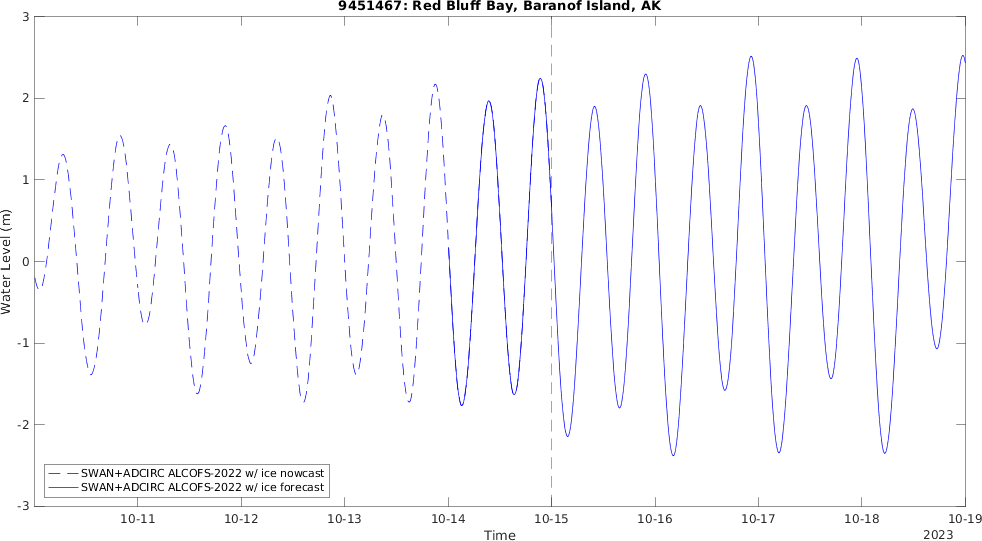 9451467: Red Bluff Bay, Baranof Island, AK
3
2
1
0
-1
-2
-3
Water Level (m)
SWAN+ADCIRC ALCOFS-2022 w/ ice nowcast
SWAN+ADCIRC ALCOFS-2022 w/ ice forecast
10-11 10-12 10-13 10-14 10-15 10-16 10-17 10-18 10-19
Time
2023